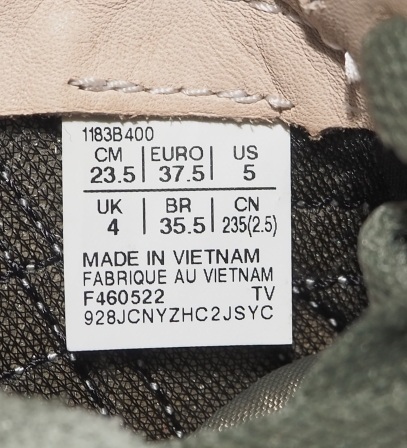 1183B400
CM | EURO | US
23.5 | 37.5 | 5
UK | BR | CN
4 | 35.5 | 235(2.5)
MADE IN VIETNAM
FABRIQUE AU VIETNAM
F460522 TV
928JCNYZHC2JSYC